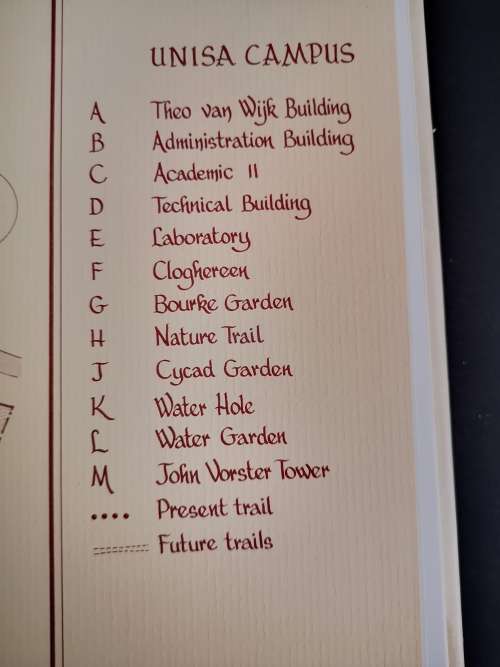 UNISA CAMPUS
A Theo van Wijk Building
B Administration Building
C Academic II
D Technical Building
E Laboratory
F Cloghereen
G Bourke Garden
H Nature Trail
J Cycad Garden
K Water Hole
L Water Garden
M John Vorster Tower
.... Present trail
Future trails